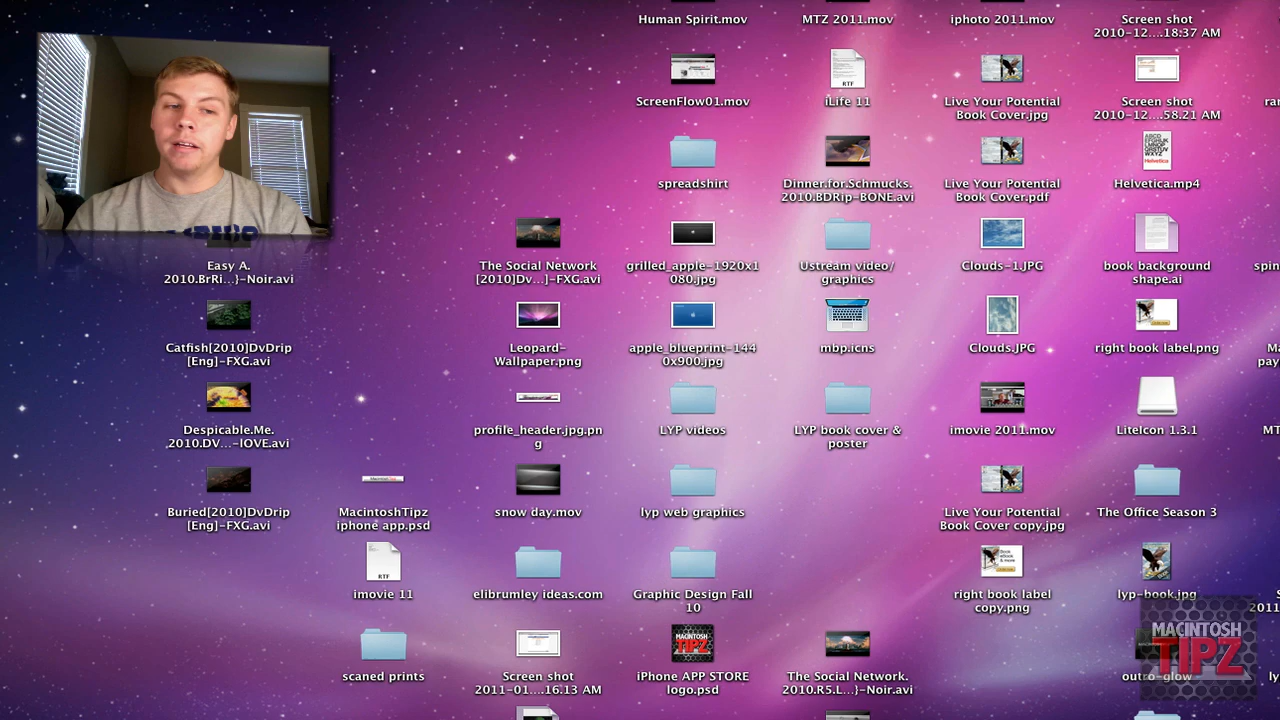 Human Spirit.mov
MTZ 2011.mov
iphoto 2011.mov
Screen shot
2010-12....18:37 AM
ScreenFlow01.mov
RTF
iLife 11
Live Your Potential
Book Cover.jpg
Screen shot
2010-12....58.21 AM
spreadshirt
Dinner.for.Schmucks.
2010.BDRip-BONE.avi
Live Your Potential
Book Cover.pdf
Helvetica.mp4
Easy A.
2010.BrRi...}-Noir.avi
The Social Network
[2010]Dv...]-FXG.avi
grilled_apple-1920x1
080.jpg
Ustream video/
graphics
Clouds-1.JPG
book background
shape.ai
Catfish[2010]DvDrip
[Eng]-FXG.avi
Leopard-
Wallpaper.png
apple_blueprint-144
0x900.jpg
mbp.icns
Clouds.JPG
right book label.png
Despicable.Me.
2010.DV...-lOVE.avi
profile_header.jpg.pn
g
LYP videos
LYP book cover &
poster
imovie 2011.mov
LiteIcon 1.3.1
Buried[2010]DvDrip
[Eng]-FXG.avi
MacintoshTipz
iphone app.psd
snow day.mov
lyp web graphics
Live Your Potential
Book Cover copy.jpg
The Office Season 3
RTF
imovie 11
elibrumley ideas.com
Graphic Design Fall
10
right book label
copy.png
lyp-book.jpg
scaned prints
Screen shot
2011-01....16.13 AM
MACINTOSH
TIPZ
iPhone APP STORE
logo.psd
The Social Network.
2010.R5.L...}-Noir.avi
MACINTOSH
TIPZ
outro-glow